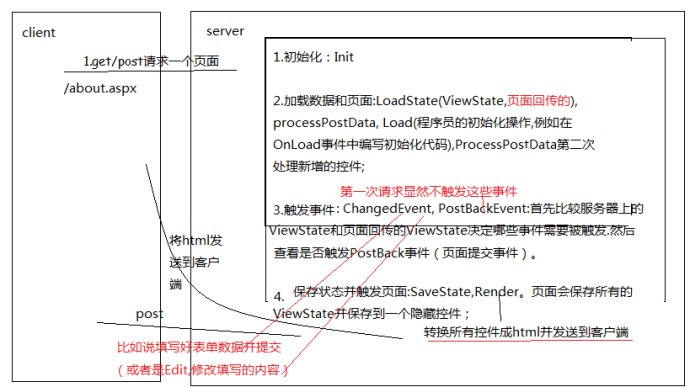 client
server
1.get/post请求一个页面
/about.aspx
1.初始化：Init
2.加载数据和页面:LoadState(ViewState,页面回传的),
processPostData, Load(程序员的初始化操作,例如在
OnLoad事件中编写初始化代码),ProcessPostData第二次
处理新增的控件;
第一次请求显然不触发这些事件
3.触发事件：ChangedEvent, PostBackEvent:首先比较服务器上的
ViewState和页面回传的ViewState决定哪些事件需要被触发.然后
查看是否触发PostBack事件（页面提交事件）。
将html发
送到客户
端
4.保存状态并触发页面:SaveState,Render。页面会保存所有的
ViewState并保存到一个隐藏控件；
post
转换所有控件成html并发送到客户端
比如说填写好表单数据并提交
（或者是Edit,修改填写的内容）